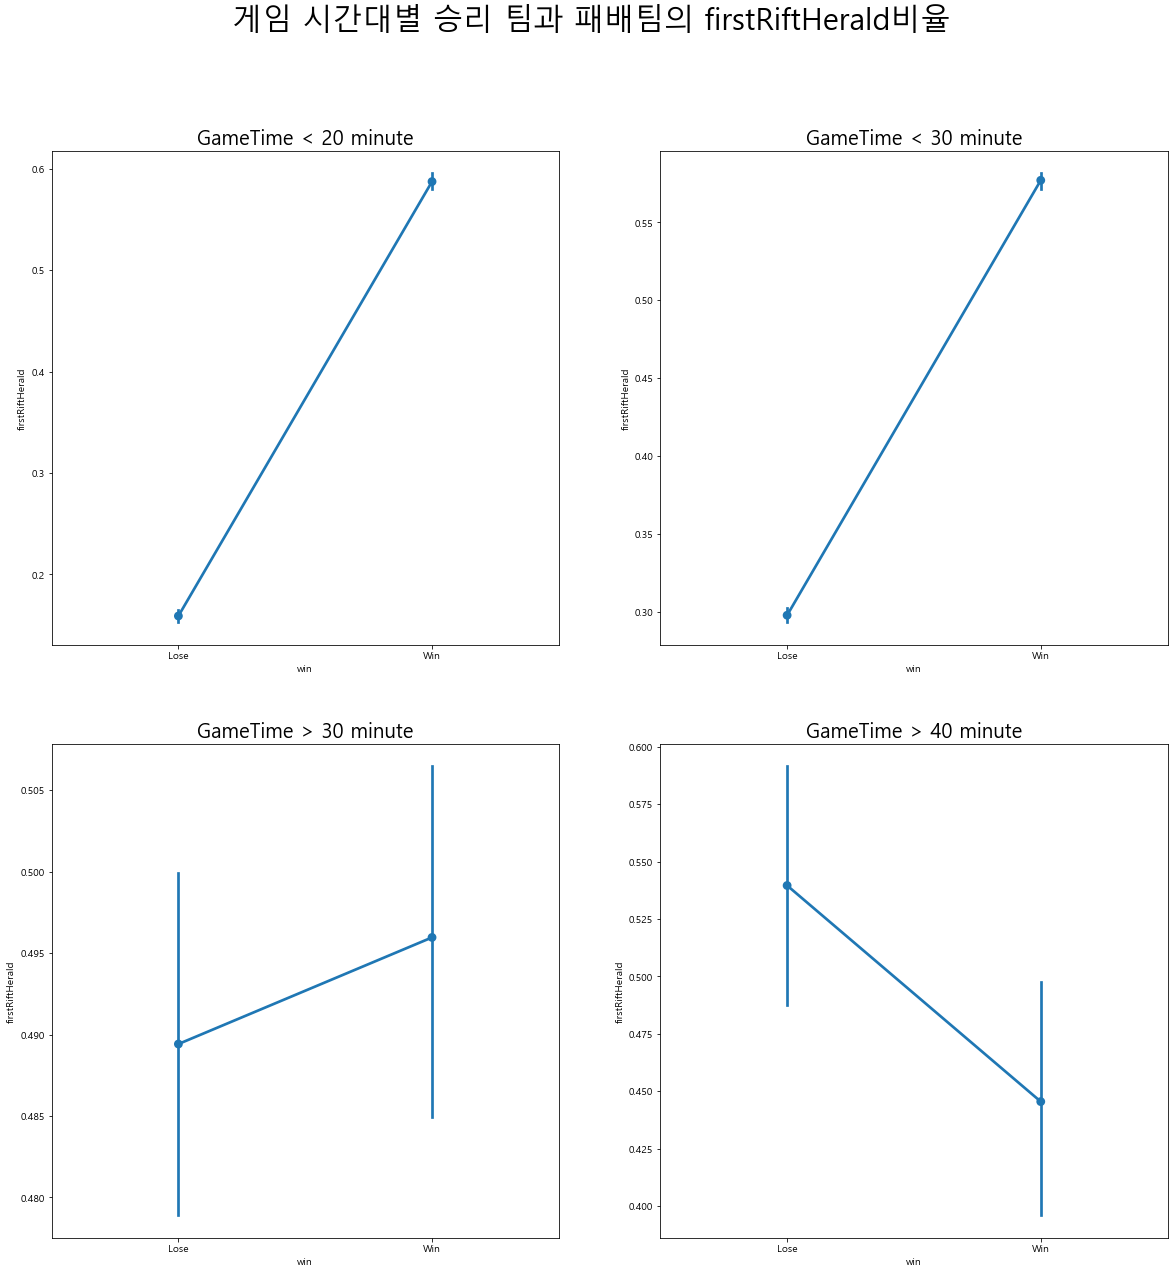 게임 시간대별 승리 팀과 패배팀의 firstRiftHerald비율
GameTime < 20 minute
0.6
0.5
0.4
0.3
0.2
firstRiftHerald
Lose
Win
win
GameTime < 30 minute
0.55
0.50
0.45
0.40
0.35
0.30
firstRiftHerald
Lose
Win
win
GameTime > 30 minute
0.505
0.500
0.495
0.490
0.485
0.480
firstRiftHerald
Lose
Win
win
GameTime > 40 minute
0.600
0.575
0.550
0.525
0.500
0.475
0.450
0.425
0.400
firstRiftHerald
Lose
Win
win